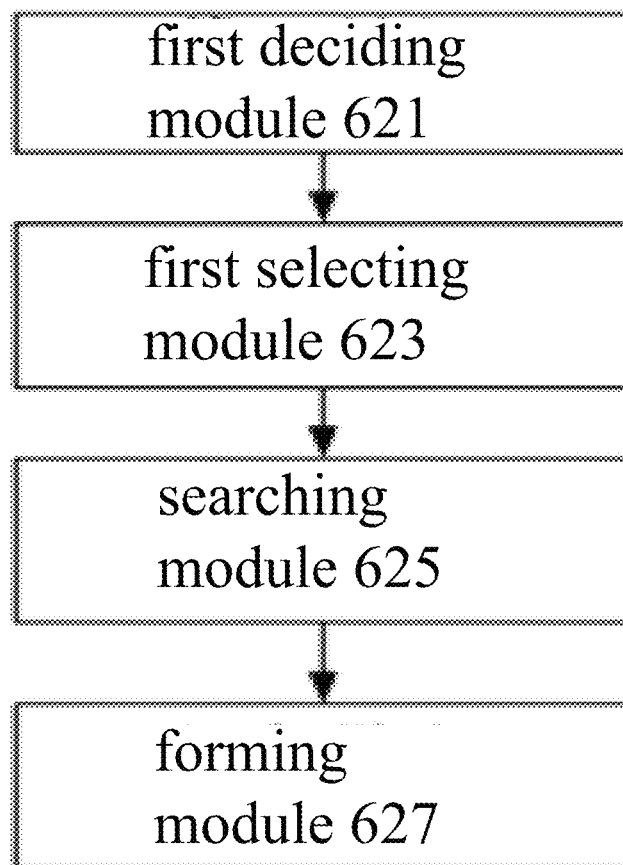 first deciding
module 621
first selecting
module 623
searching
module 625
forming
module 627